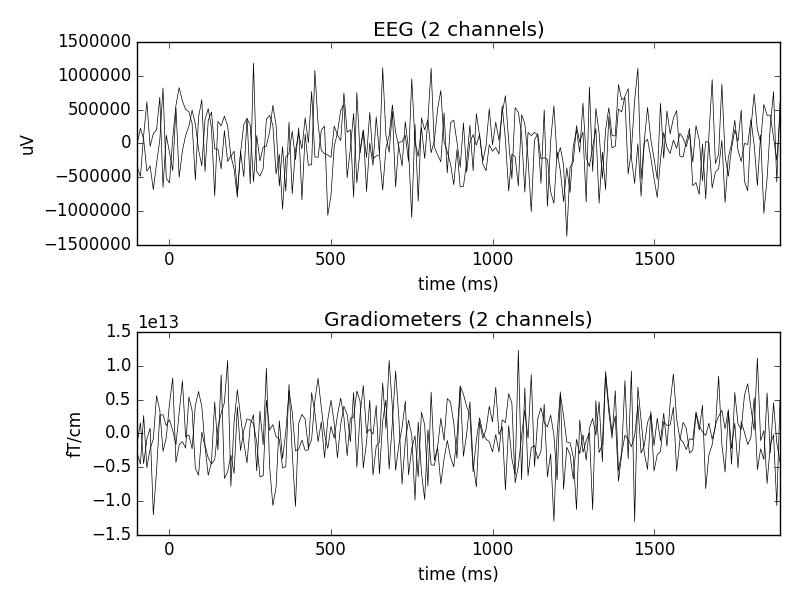 EEG (2 channels)
1500000
1000000
500000
0
−500000
−1000000
−1500000
uV
0 500 1000 1500
time (ms)
Gradiometers (2 channels)
1e13
1.5
1.0
0.5
0.0
−0.5
−1.0
−1.5
fT/cm
0 500 1000 1500
time (ms)